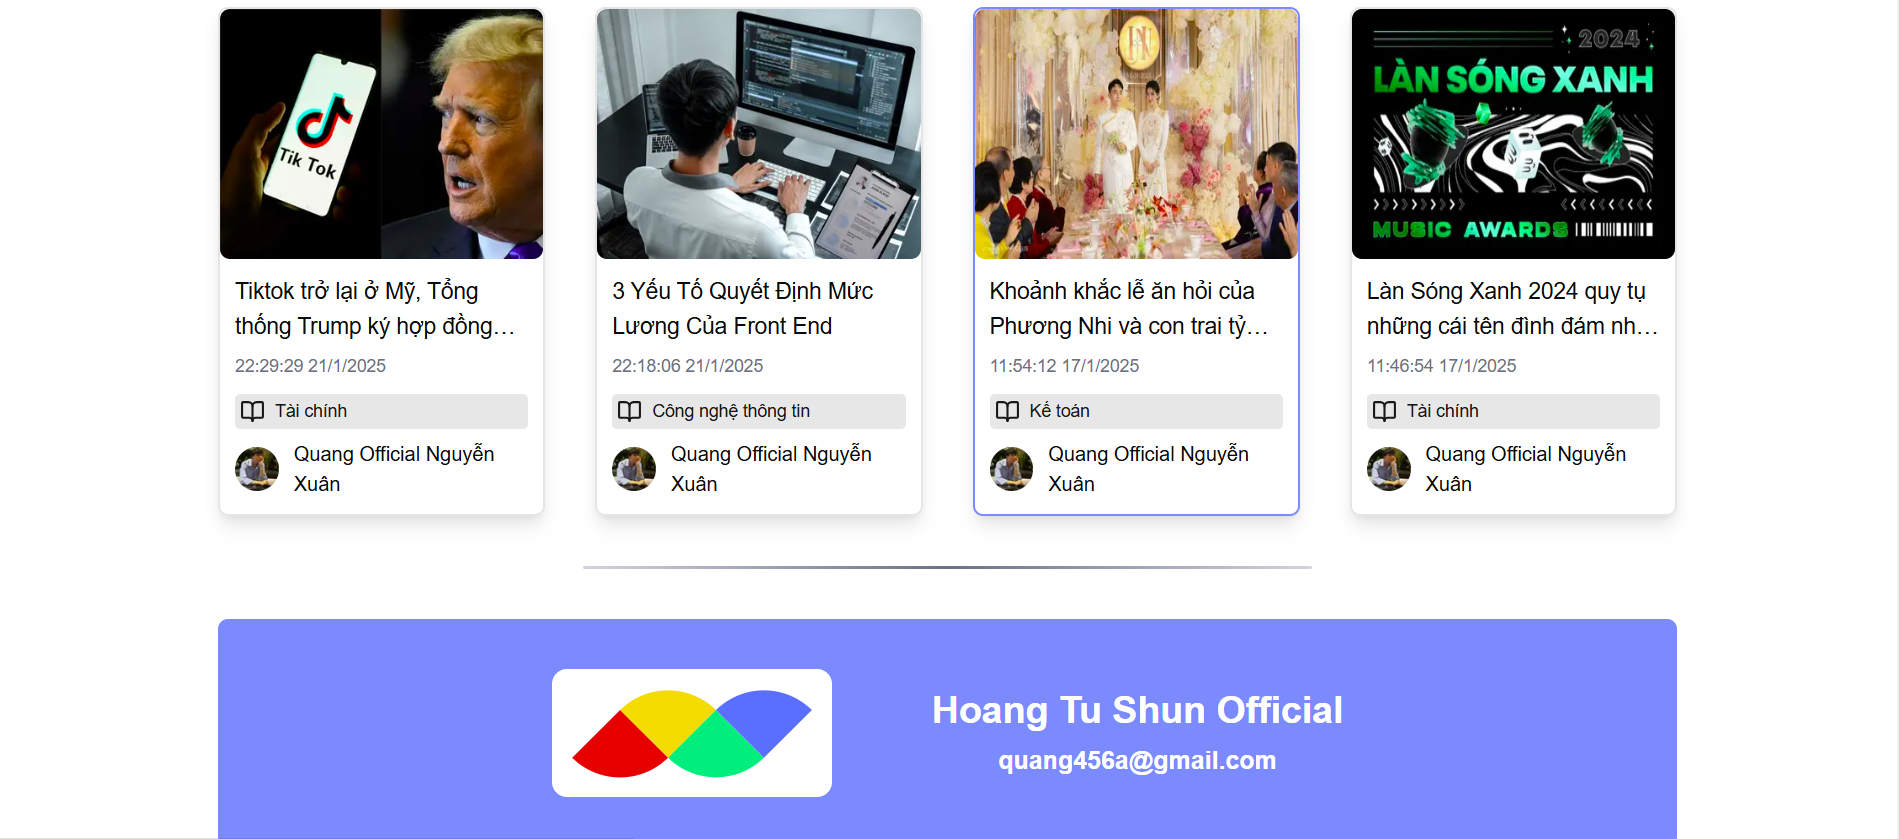 Tik Tok
2024
LÀN SÓNG XANH
MUSIC AWARDS
Tiktok trở lại ở Mỹ, Tổng
thống Trump ký hợp đồng…
22:29:29 21/1/2025
Tài chính
Quang Official Nguyễn
Xuân
3 Yếu Tố Quyết Định Mức
Lương Của Front End
22:18:06 21/1/2025
Công nghệ thông tin
Quang Official Nguyễn
Xuân
Khoảnh khắc lễ ăn hỏi của
Phương Nhi và con trai tỷ…
11:54:12 17/1/2025
Kế toán
Quang Official Nguyễn
Xuân
Làn Sóng Xanh 2024 quy tụ
những cái tên đình đám nh…
11:46:54 17/1/2025
Tài chính
Quang Official Nguyễn
Xuân
Hoang Tu Shun Official
quang456a@gmail.com